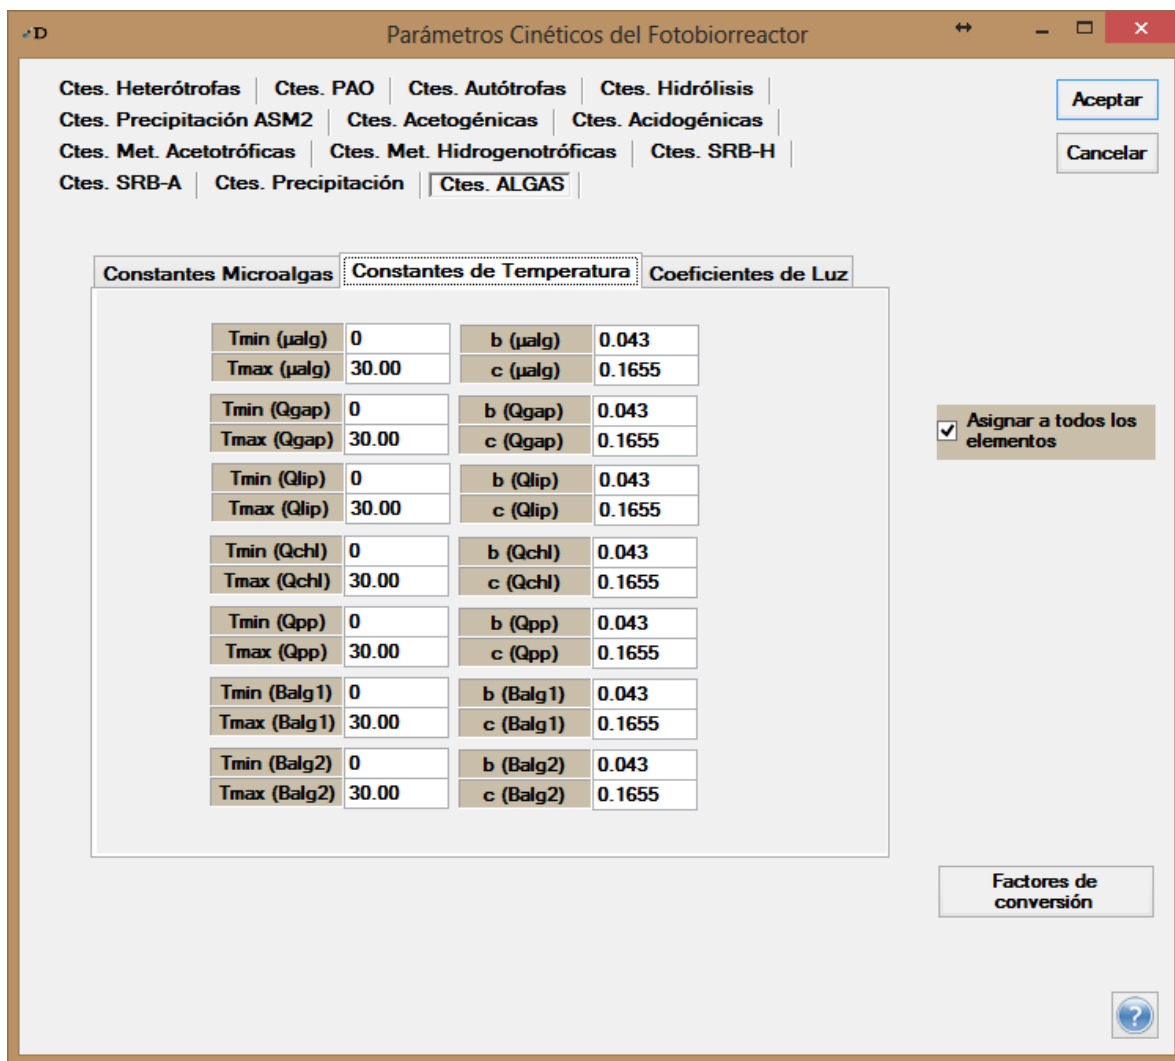 D
Parámetros Cinéticos del Fotobiorreactor
Ctes. Heterótrofas Ctes. PAO Ctes. Autótrofas Ctes. Hidrólisis
Ctes. Precipitación ASM2 Ctes. Acetogénicas Ctes. Acidogénicas
Ctes. Met. Acetotróficas Ctes. Met. Hidrogenotróficas Ctes. SRB-H
Ctes. SRB-A Ctes. Precipitación Ctes. ALGAS
Aceptar
Cancelar
Constantes Microalgas Constantes de Temperatura Coeficientes de Luz
Tmin (µalg) 0 b (µalg) 0.043
Tmax (µalg) 30.00 c (µalg) 0.1655
Tmin (Qgap) 0 b (Qgap) 0.043
Tmax (Qgap) 30.00 c (Qgap) 0.1655
Tmin (Qlip) 0 b (Qlip) 0.043
Tmax (Qlip) 30.00 c (Qlip) 0.1655
Tmin (Qchl) 0 b (Qchl) 0.043
Tmax (Qchl) 30.00 c (Qchl) 0.1655
Tmin (Qpp) 0 b (Qpp) 0.043
Tmax (Qpp) 30.00 c (Qpp) 0.1655
Tmin (Balg1) 0 b (Balg1) 0.043
Tmax (Balg1) 30.00 c (Balg1) 0.1655
Tmin (Balg2) 0 b (Balg2) 0.043
Tmax (Balg2) 30.00 c (Balg2) 0.1655
Asignar a todos los
elementos
Factores de
conversión
?